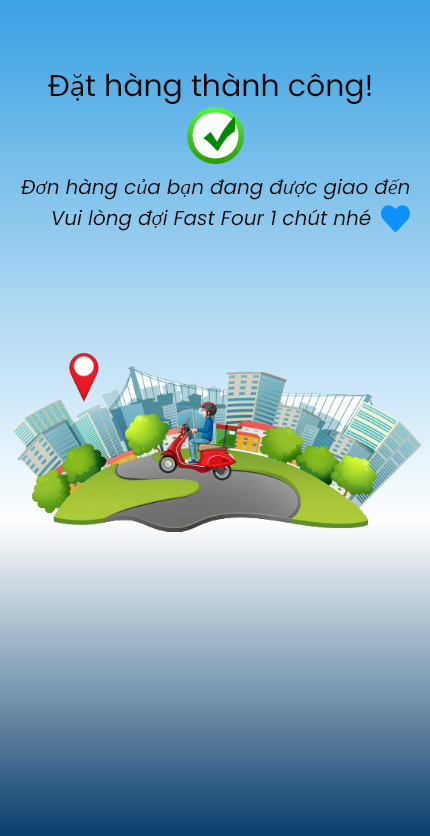 Đặt hàng thành công!
Đơn hàng của bạn đang được giao đến
Vui lòng đợi Fast Four 1 chút nhé